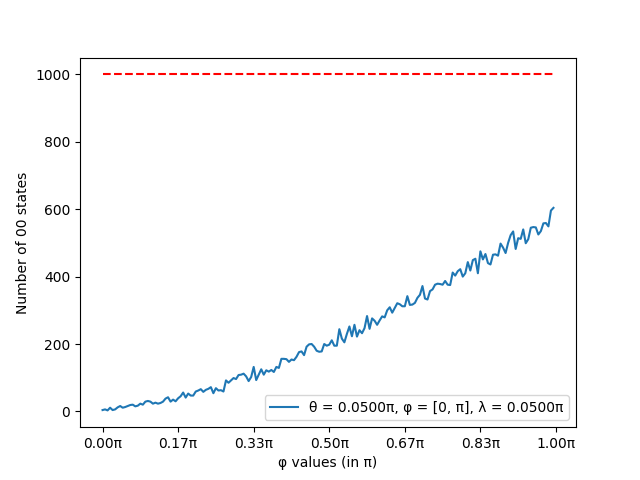 1000
800
600
400
200
0
Number of 00 states
θ = 0.0500π, φ = [0, π], λ = 0.0500π
0.00π 0.17π 0.33π 0.50π 0.67π 0.83π 1.00π
φ values (in π)